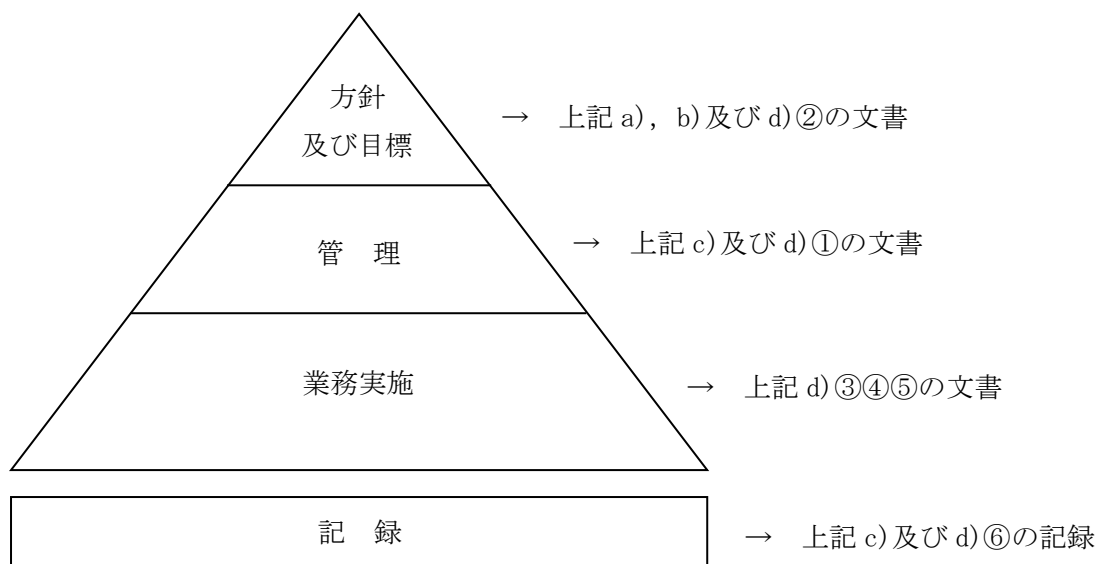 方針
及び目標
→ 上記 a), b)及び d)②の文書
管 理
→ 上記 c)及び d)①の文書
業務実施
→ 上記 d)③④⑤の文書
記 録
→ 上記 c)及び d)⑥の記録